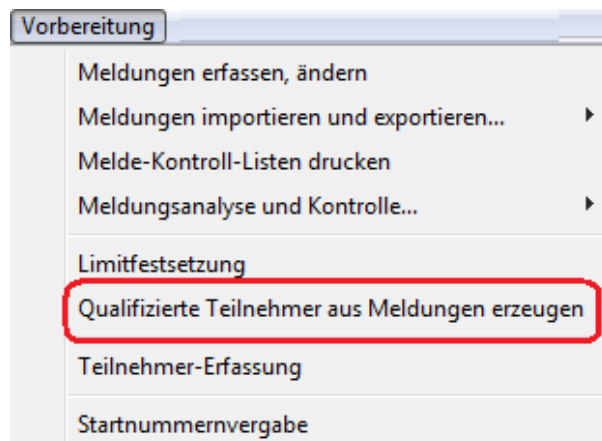 Vorbereitung
Meldungen erfassen, ändern
Meldungen importieren und exportieren...
Melde-Kontroll-Listen drucken
Meldungsanalyse und Kontrolle...
Limitfestsetzung
Qualifizierte Teilnehmer aus Meldungen erzeugen
Teilnehmer-Erfassung
Startnummernvergabe